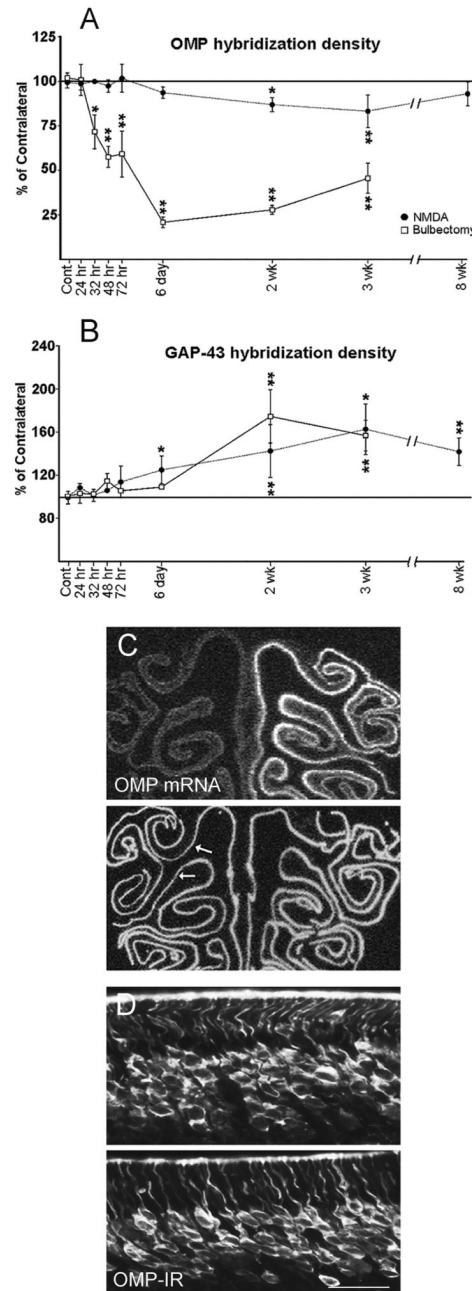 A
OMP hybridization density
125
100
75
50
25
% of Contralateral
*
**
**
**
*
**
**
**
NMDA
Bulbectomy
Cont
24 hr
32 hr
48 hr
72 hr
6 day
2 wk
3 wk
//
8 wk
B
GAP-43 hybridization density
240
200
160
120
80
% of Contralateral
*
**
**
*
**
**
Cont
24 hr
32 hr
48 hr
72 hr
6 day
2 wk
3 wk
//
8 wk
C
OMP mRNA
D
OMP-IR